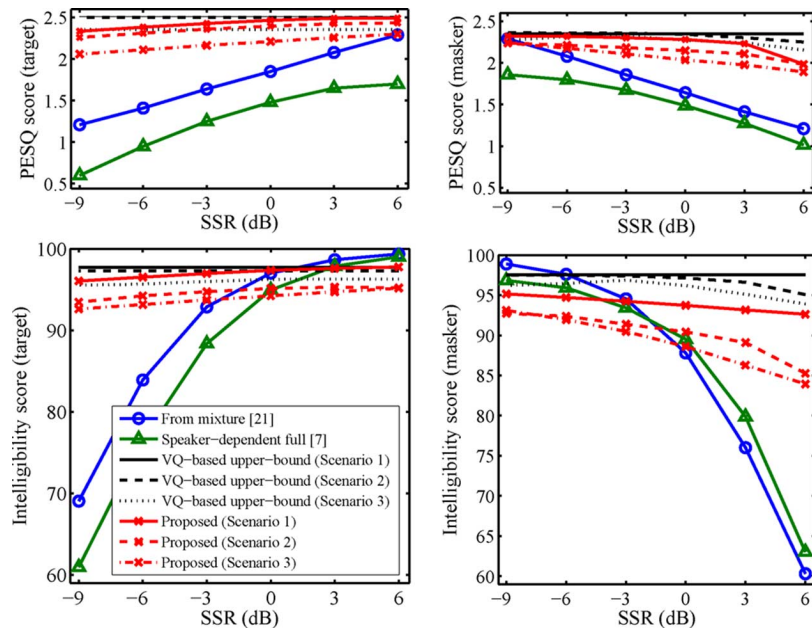 PESQ score (target)
2.5
2
1.5
1
0.5
−9 −6 −3 0 3 6
SSR (dB)
PESQ score (masker)
2.5
2
1.5
1
0.5
−9 −6 −3 0 3 6
SSR (dB)
Intelligibility score (target)
100
90
80
70
60
−9 −6 −3 0 3 6
SSR (dB)
From mixture [21]
Speaker−dependent full [7]
VQ−based upper−bound (Scenario 1)
VQ−based upper−bound (Scenario 2)
VQ−based upper−bound (Scenario 3)
Proposed (Scenario 1)
Proposed (Scenario 2)
Proposed (Scenario 3)
Intelligibility score (masker)
100
95
90
85
80
75
70
65
60
−9 −6 −3 0 3 6
SSR (dB)